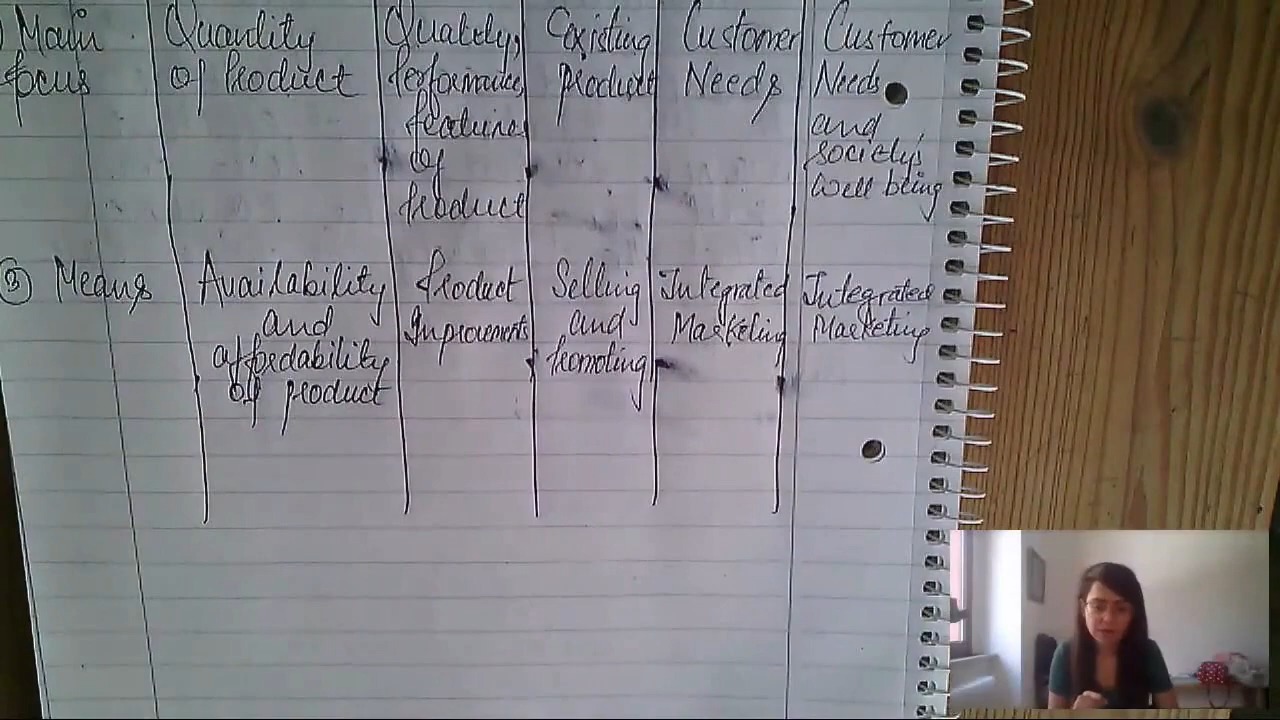 Main
focus
Quantity
of Product
Quality,
Performance,
features
of
Product
Existing
Product
Customer
Needs
Customer
Needs
and
society's
Well being
③ Means
Availability
and
affordability
of product
Product
Improvements
Selling
and
Promoting
Integrated
Marketing
Integrated
Marketing